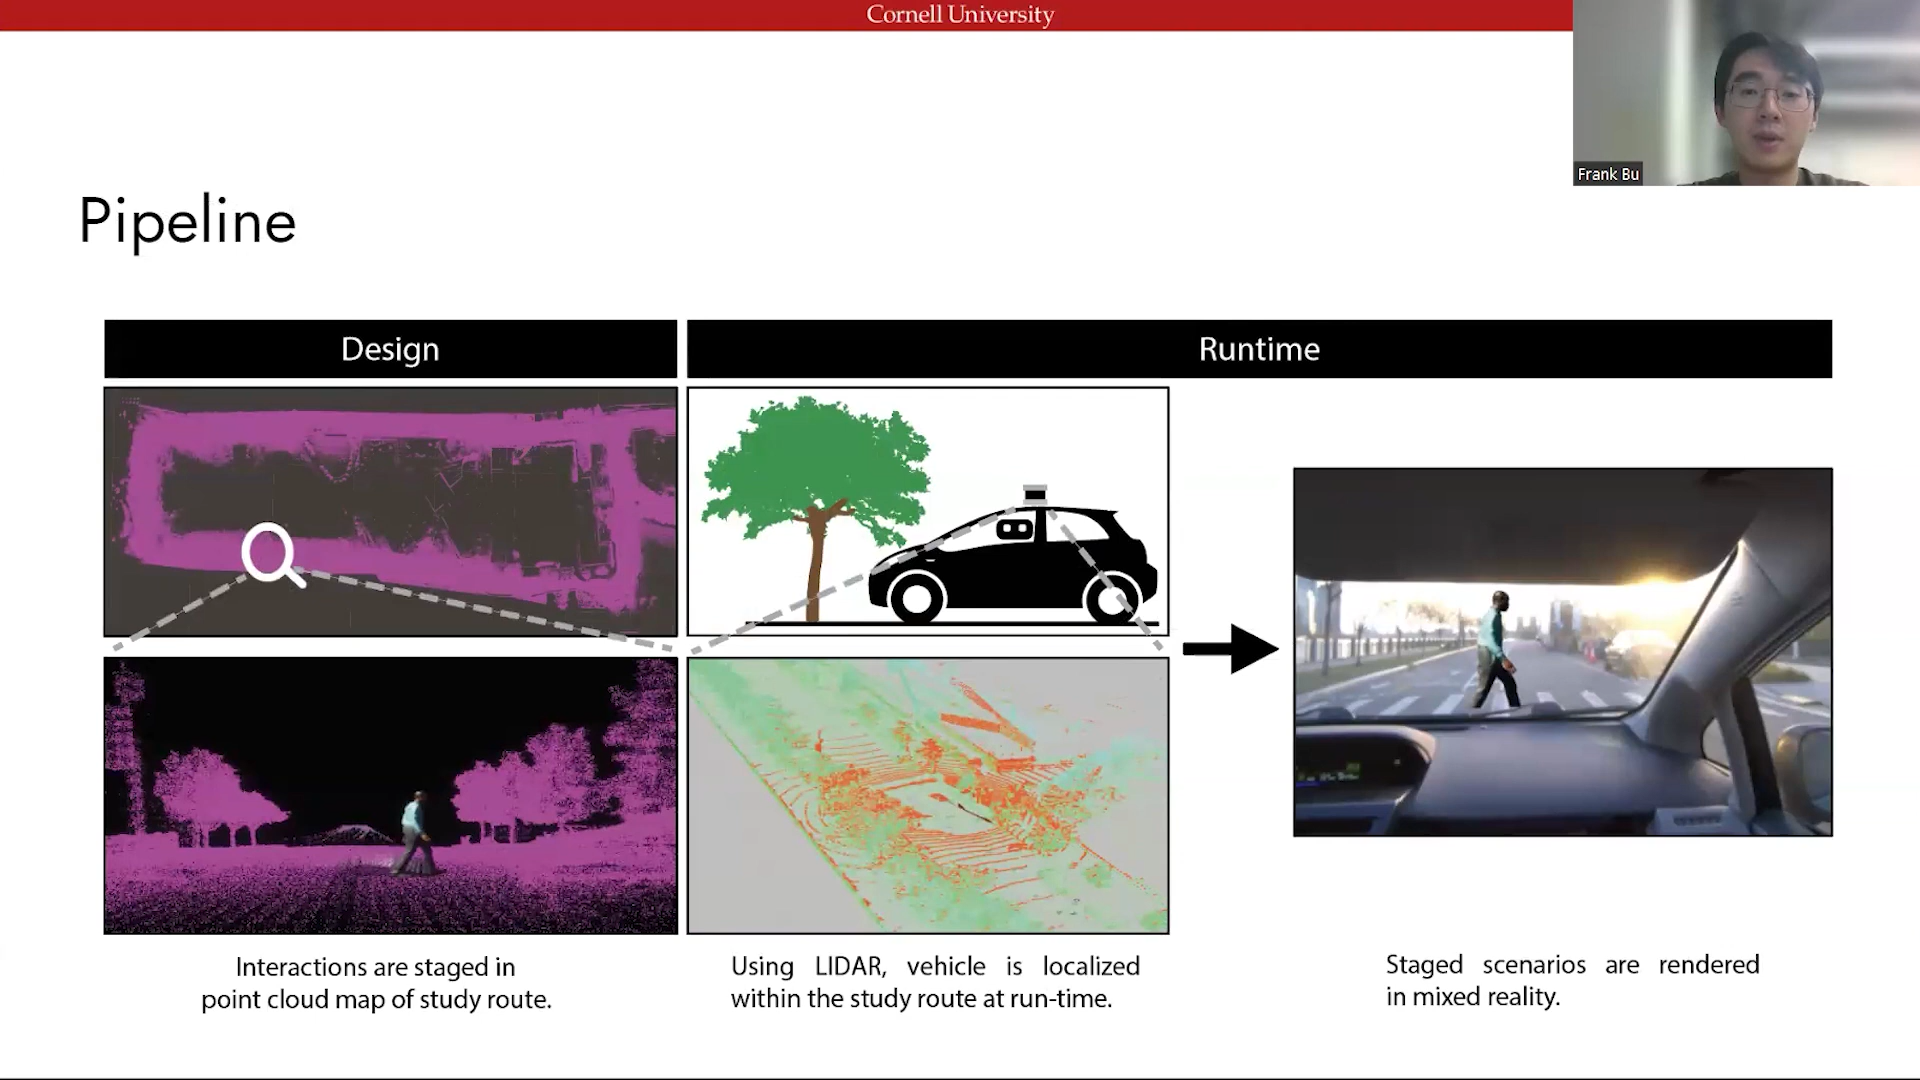 Cornell University
Frank Bu
Pipeline
Design
Runtime
Interactions are staged in
point cloud map of study route.
Using LIDAR, vehicle is localized
within the study route at run-time.
Staged scenarios are rendered
in mixed reality.